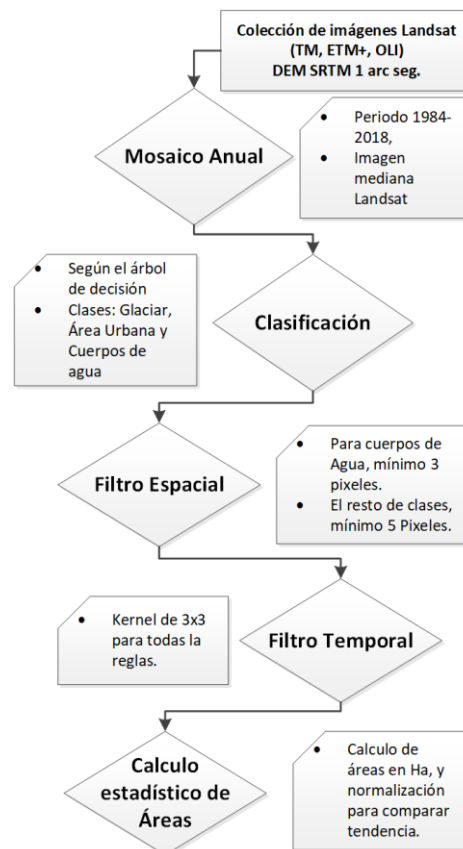 Colección de imágenes Landsat
(TM, ETM+, OLI)
DEM SRTM 1 arc seg.
Mosaico Anual
• Periodo 1984-
2018,
• Imagen
mediana
Landsat
• Según el árbol
de decisión
• Clases: Glaciar,
Área Urbana y
Cuerpos de
agua
Clasificación
Filtro Espacial
• Para cuerpos de
Agua, mínimo 3
pixeles.
• El resto de clases,
mínimo 5 Pixeles.
• Kernel de 3x3
para todas la
reglas.
Filtro Temporal
Calculo
estadístico de
Áreas
• Calculo de
áreas en Ha, y
normalización
para comparar
tendencia.